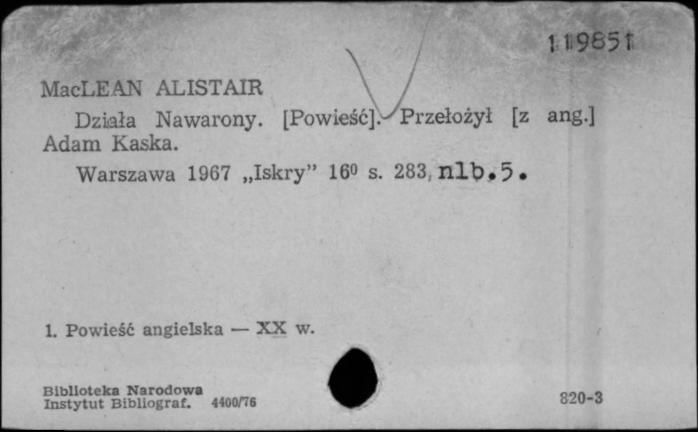 119851
MacLEAN ALISTAIR
Działa Nawarony. [Powieść]. Przełożył [z ang.]
Adam Kaska.
Warszawa 1967 „Iskry” 16⁰ s. 283, nlb. 5.
1. Powieść angielska — XX w.
Biblioteka Narodowa
Instytut Bibliograf. 4400/76
820-3